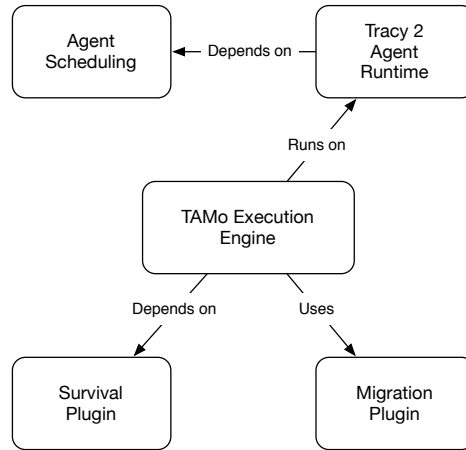 Agent
Scheduling
Depends on
Tracy 2
Agent
Runtime
Runs on
TAMo Execution
Engine
Depends on
Uses
Survival
Plugin
Migration
Plugin